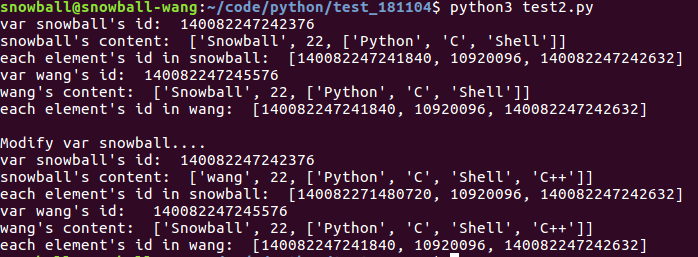 snowball@snowball-wang:~/code/python/test_181104$ python3 test2.py
var snowball's id:  140082247242376
snowball's content:  ['Snowball', 22, ['Python', 'C', 'Shell']]
each element's id in snowball:  [140082247241840, 10920096, 140082247242632]
var wang's id:  140082247245576
wang's content:  ['Snowball', 22, ['Python', 'C', 'Shell']]
each element's id in wang:  [140082247241840, 10920096, 140082247242632]

Modify var snowball....
var snowball's id:  140082247242376
snowball's content:  ['wang', 22, ['Python', 'C', 'Shell', 'C++']]
each element's id in snowball:  [140082271480720, 10920096, 140082247242632]
var wang's id:   140082247245576
wang's content:  ['Snowball', 22, ['Python', 'C', 'Shell', 'C++']]
each element's id in wang:  [140082247241840, 10920096, 140082247242632]